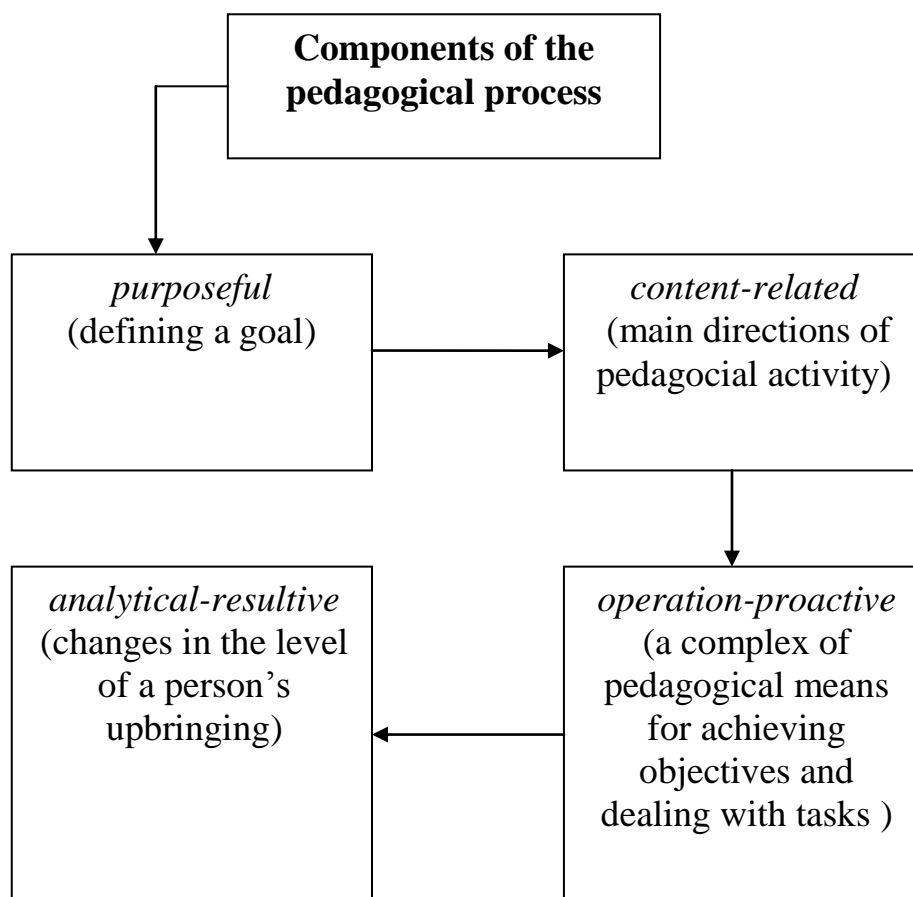 Components of the
pedagogical process
purposeful
(defining a goal)
content-related
(main directions of
pedagocial activity)
operation-proactive
(a complex of
pedagogical means
for achieving
objectives and
dealing with tasks )
analytical-resultive
(changes in the level
of a person’s
upbringing)